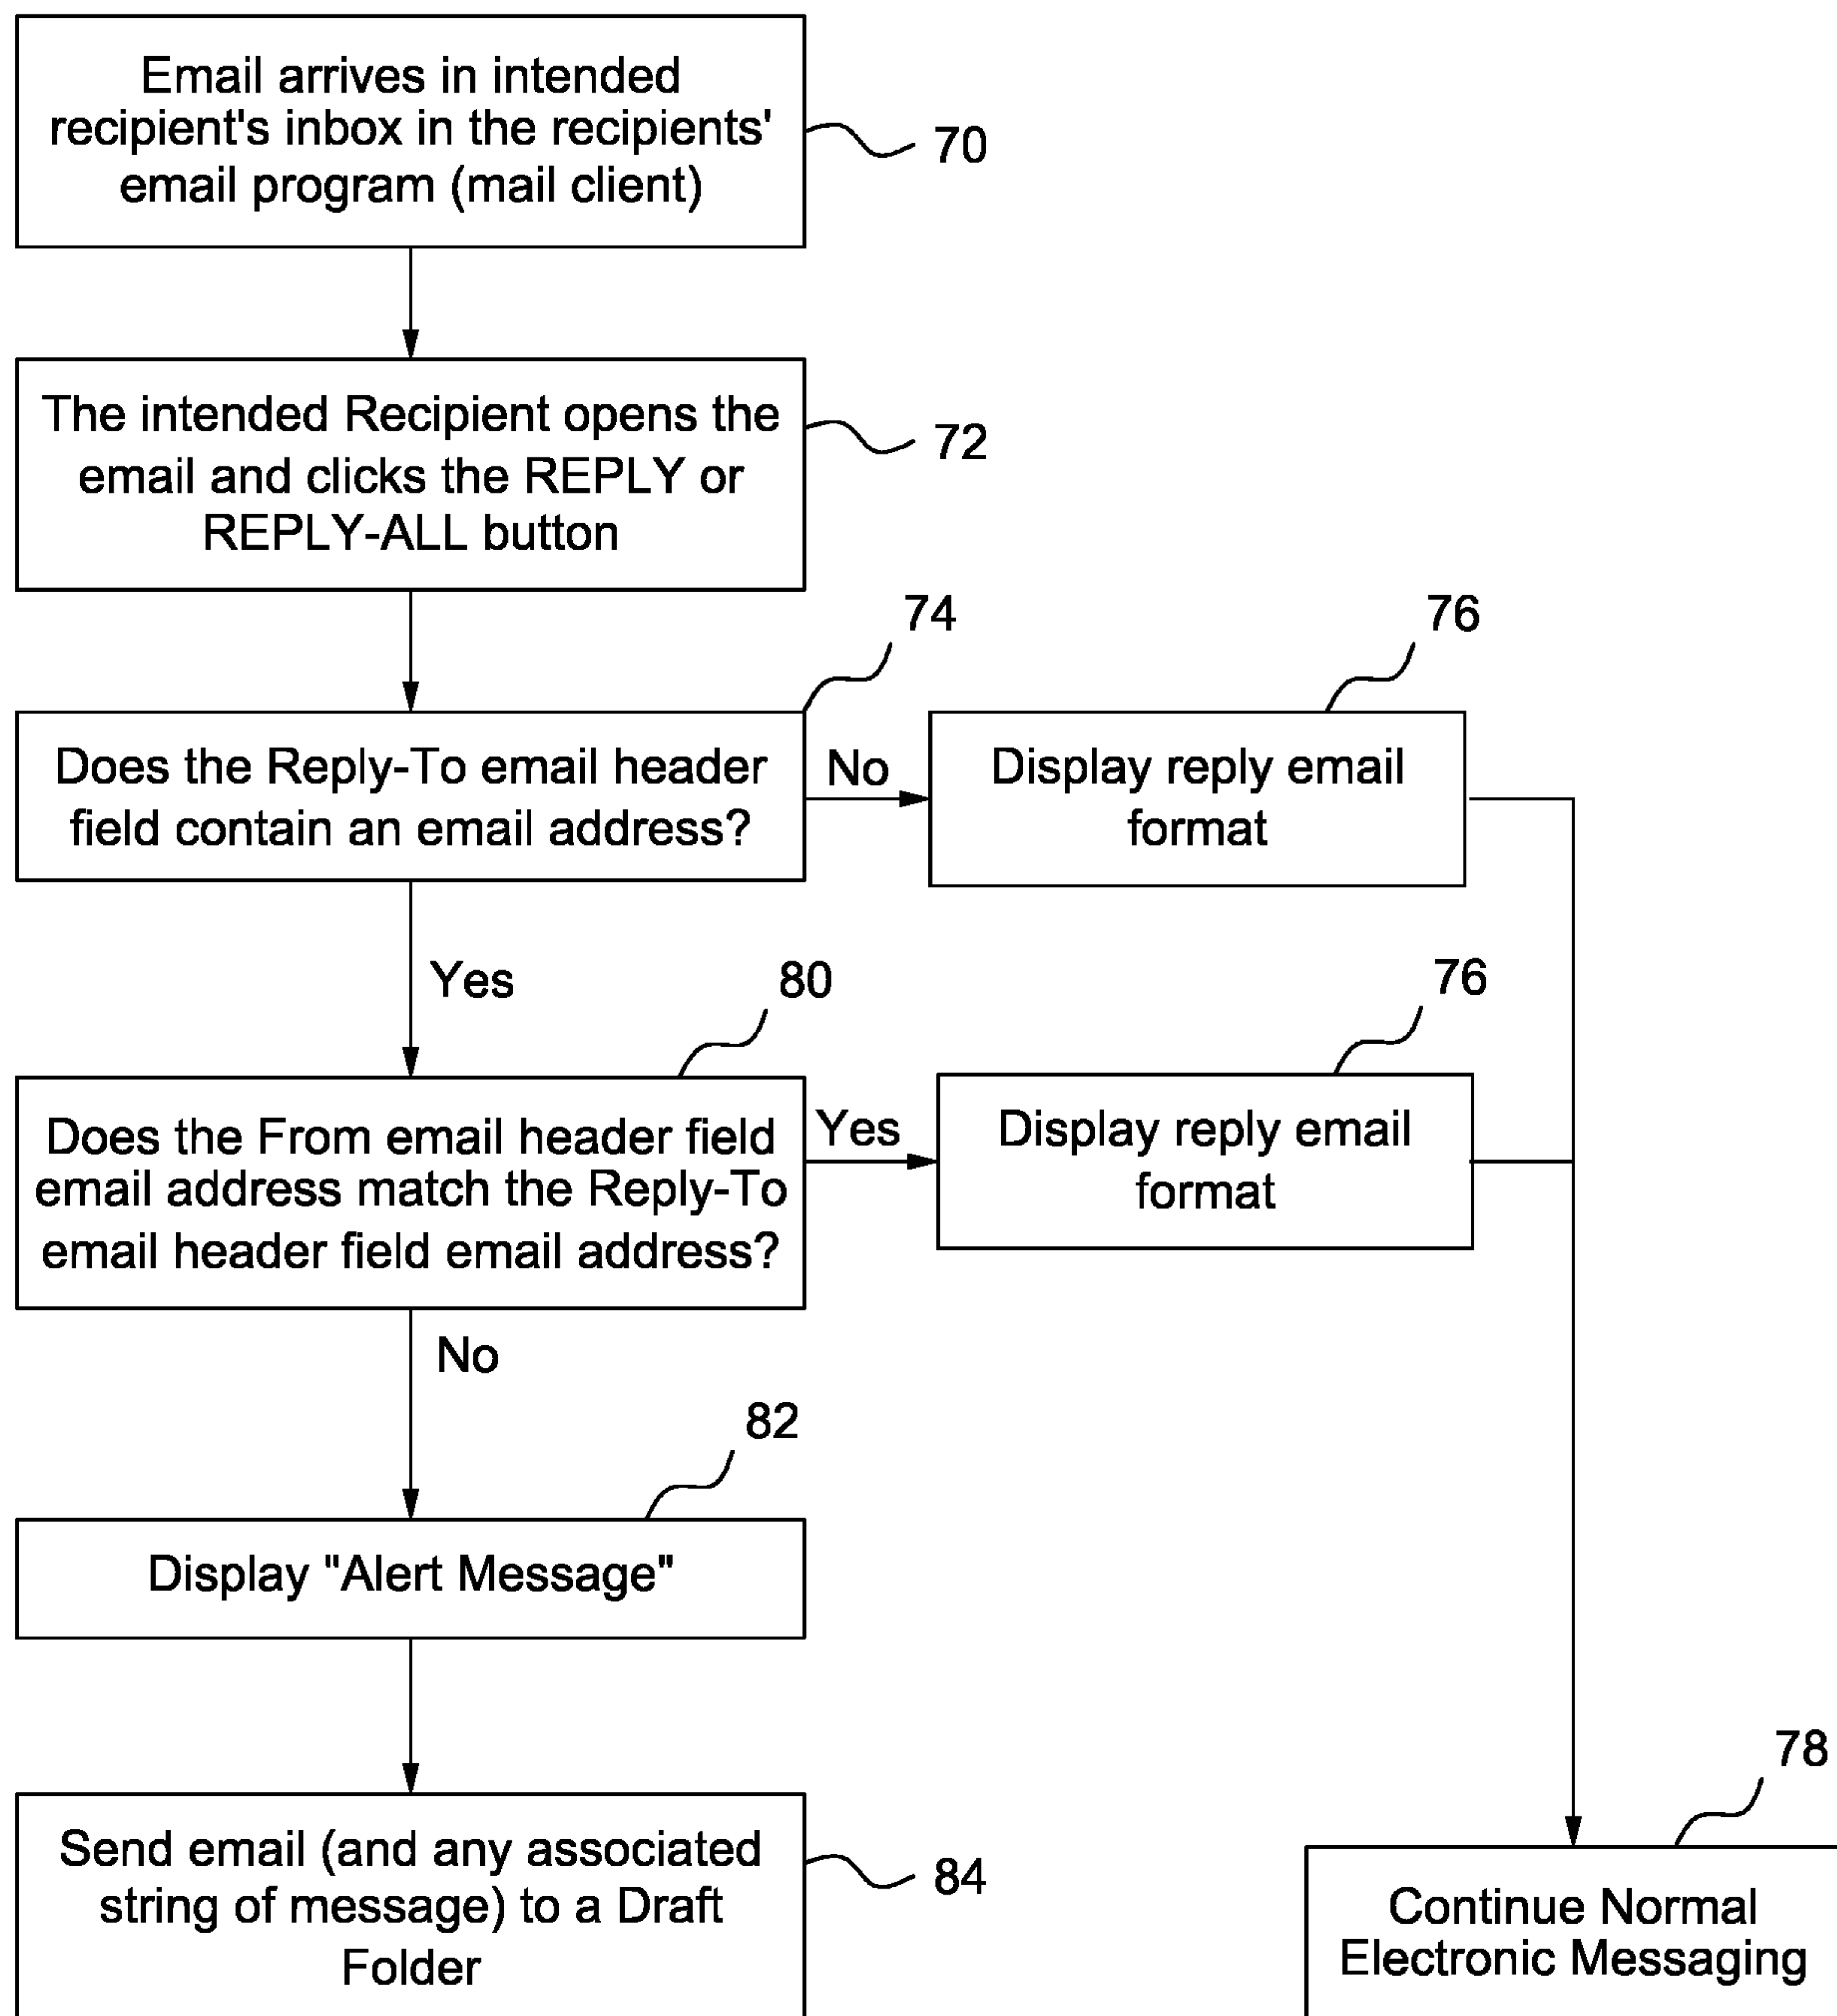 Email arrives in intended
recipient's inbox in the recipients'
email program (mail client)
70
The intended Recipient opens the
email and clicks the REPLY or
REPLY-ALL button
72
74
76
Does the Reply-To email header
field contain an email address?
No
Display reply email
format
Yes
80
76
Does the From email header field
email address match the Reply-To
email header field email address?
Yes
Display reply email
format
No
82
Display "Alert Message"
78
Send email (and any associated
string of message) to a Draft
Folder
84
Continue Normal
Electronic Messaging